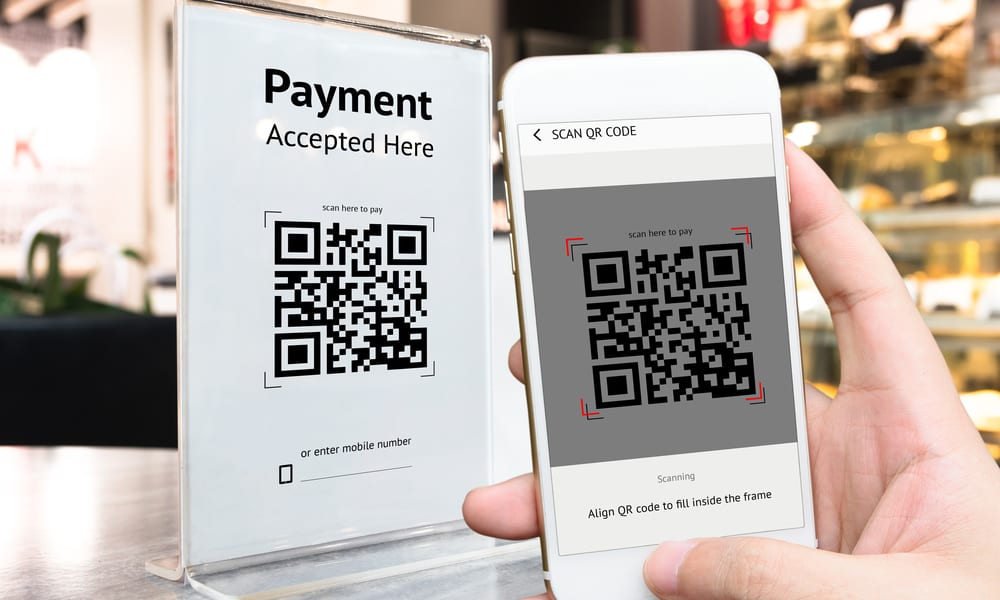 Payment
Accepted Here
scan here to pay
or enter mobile number
SCAN QR CODE
scan here to pay
Scanning
Align QR code to fill inside the frame